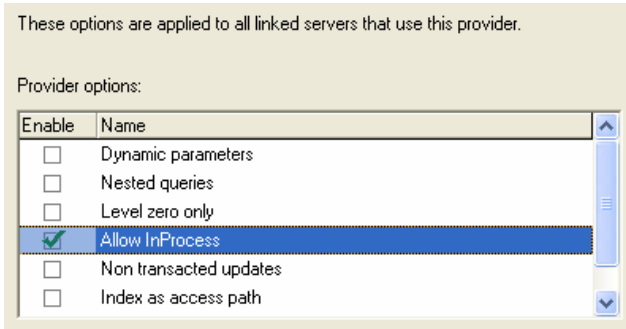 These options are applied to all linked servers that use this provider.
Provider options:
Enable Name
Dynamic parameters
Nested queries
Level zero only
Allow InProcess
Non transacted updates
Index as access path